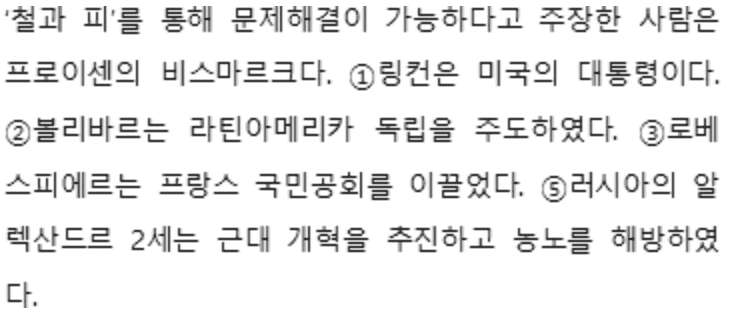 ‘철과 피’를 통해 문제해결이 가능하다고 주장한 사람은
프로이센의 비스마르크다. ①링컨은 미국의 대통령이다.
②볼리바르는 라틴아메리카 독립을 주도하였다. ③로베
스피에르는 프랑스 국민공회를 이끌었다. ⑤러시아의 알
렉산드르 2세는 근대 개혁을 추진하고 농노를 해방하였
다.